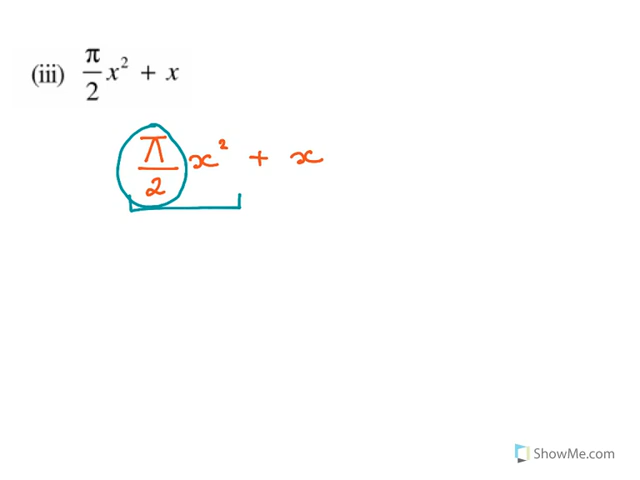 (iii) π/2 x² + x
π/2 x² + x
ShowMe.com